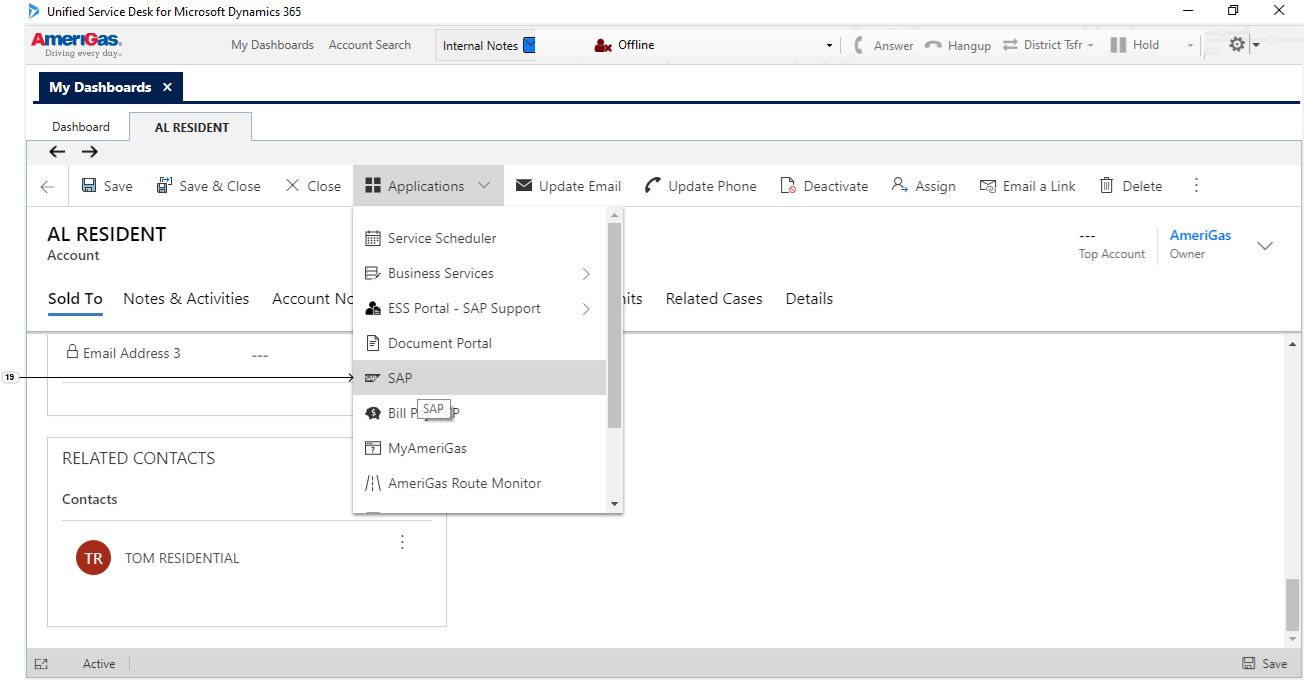 Unified Service Desk for Microsoft Dynamics 365
AmeriGas.
Driving every day..
My Dashboards Account Search Internal Notes Offline Answer Hangup District Tsfr Hold
My Dashboards ×
Dashboard AL RESIDENT
Save Save & Close Close Applications Update Email Update Phone Deactivate Assign Email a Link Delete
AL RESIDENT
Account
--- 
Top Account
AmeriGas
Owner
Sold To Notes & Activities Account No
Related Cases Details
Service Scheduler
Business Services
ESS Portal - SAP Support
Document Portal
SAP
SAP
Bill P
MyAmeriGas
AmeriGas Route Monitor
Email Address 3 ---
19
RELATED CONTACTS
Contacts
TR TOM RESIDENTIAL
Active Save